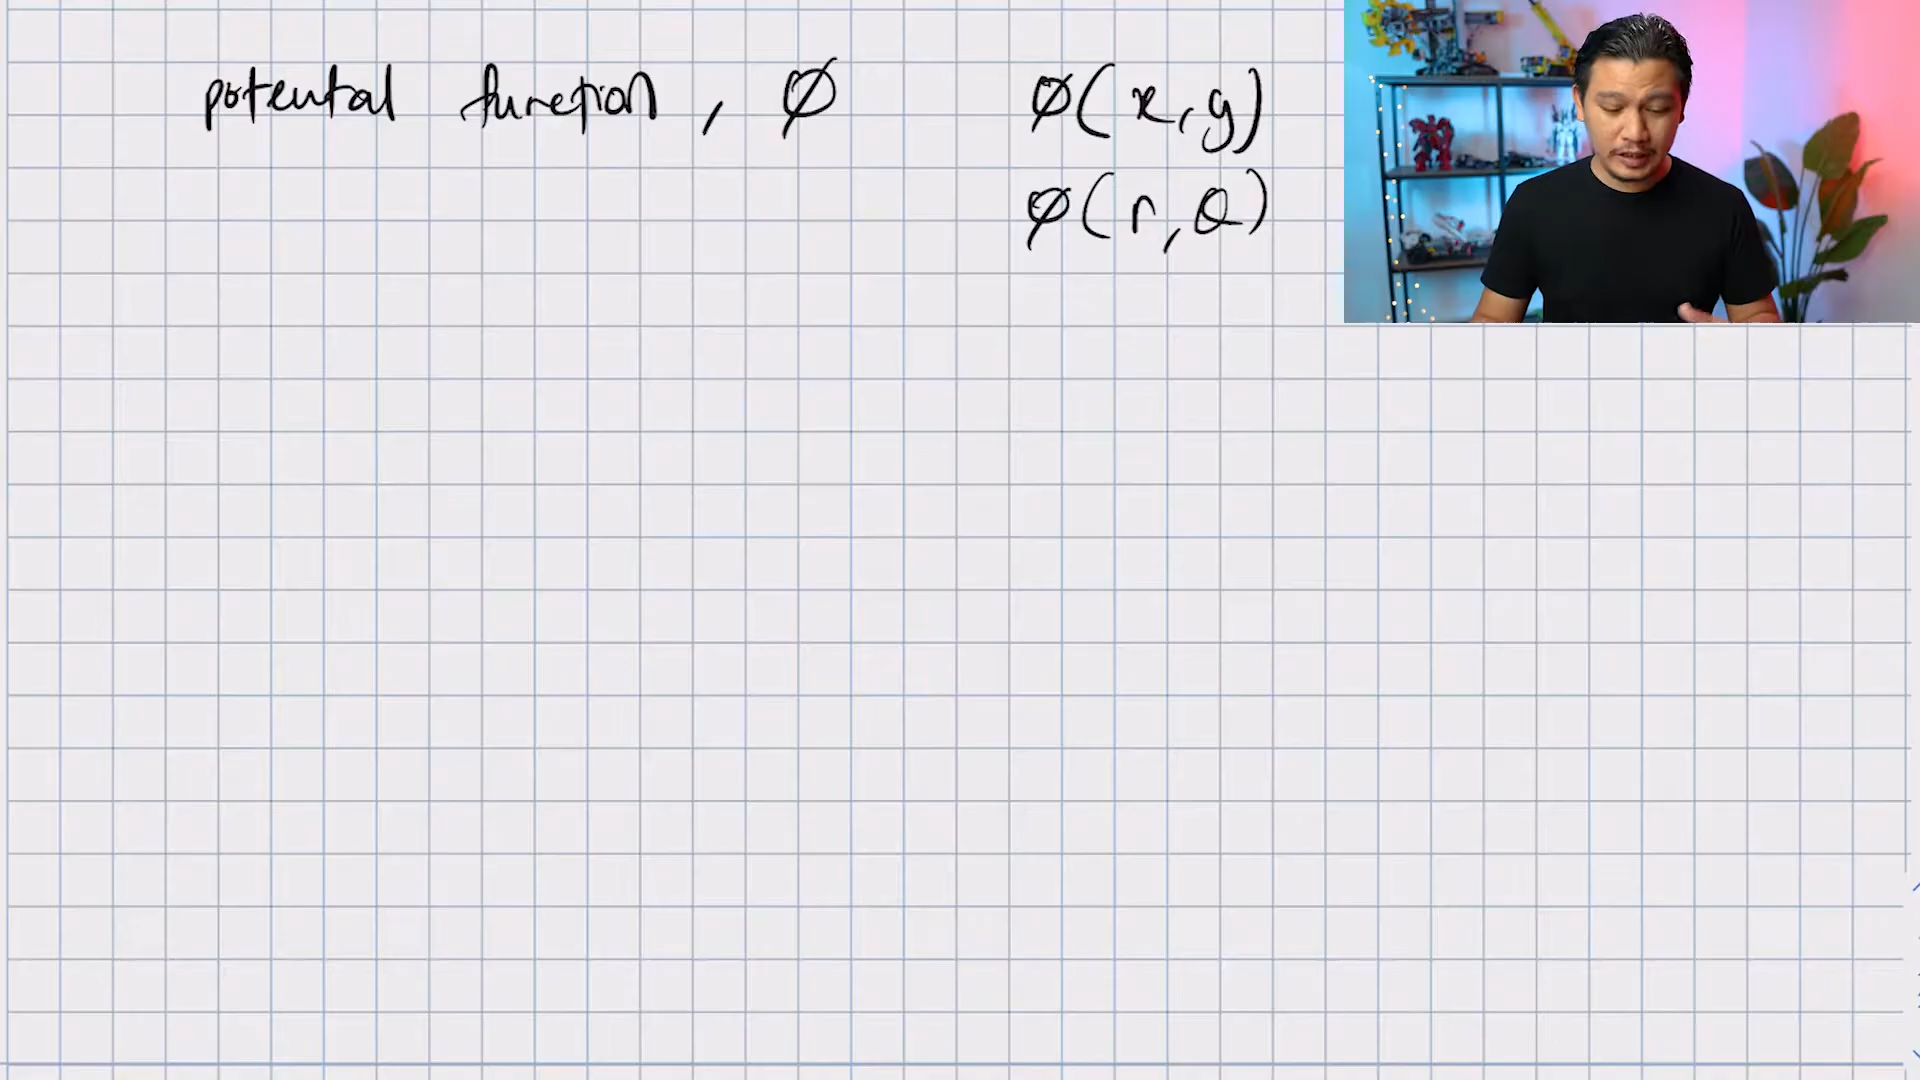 potential function, φ φ(x,y)
φ(r,θ)